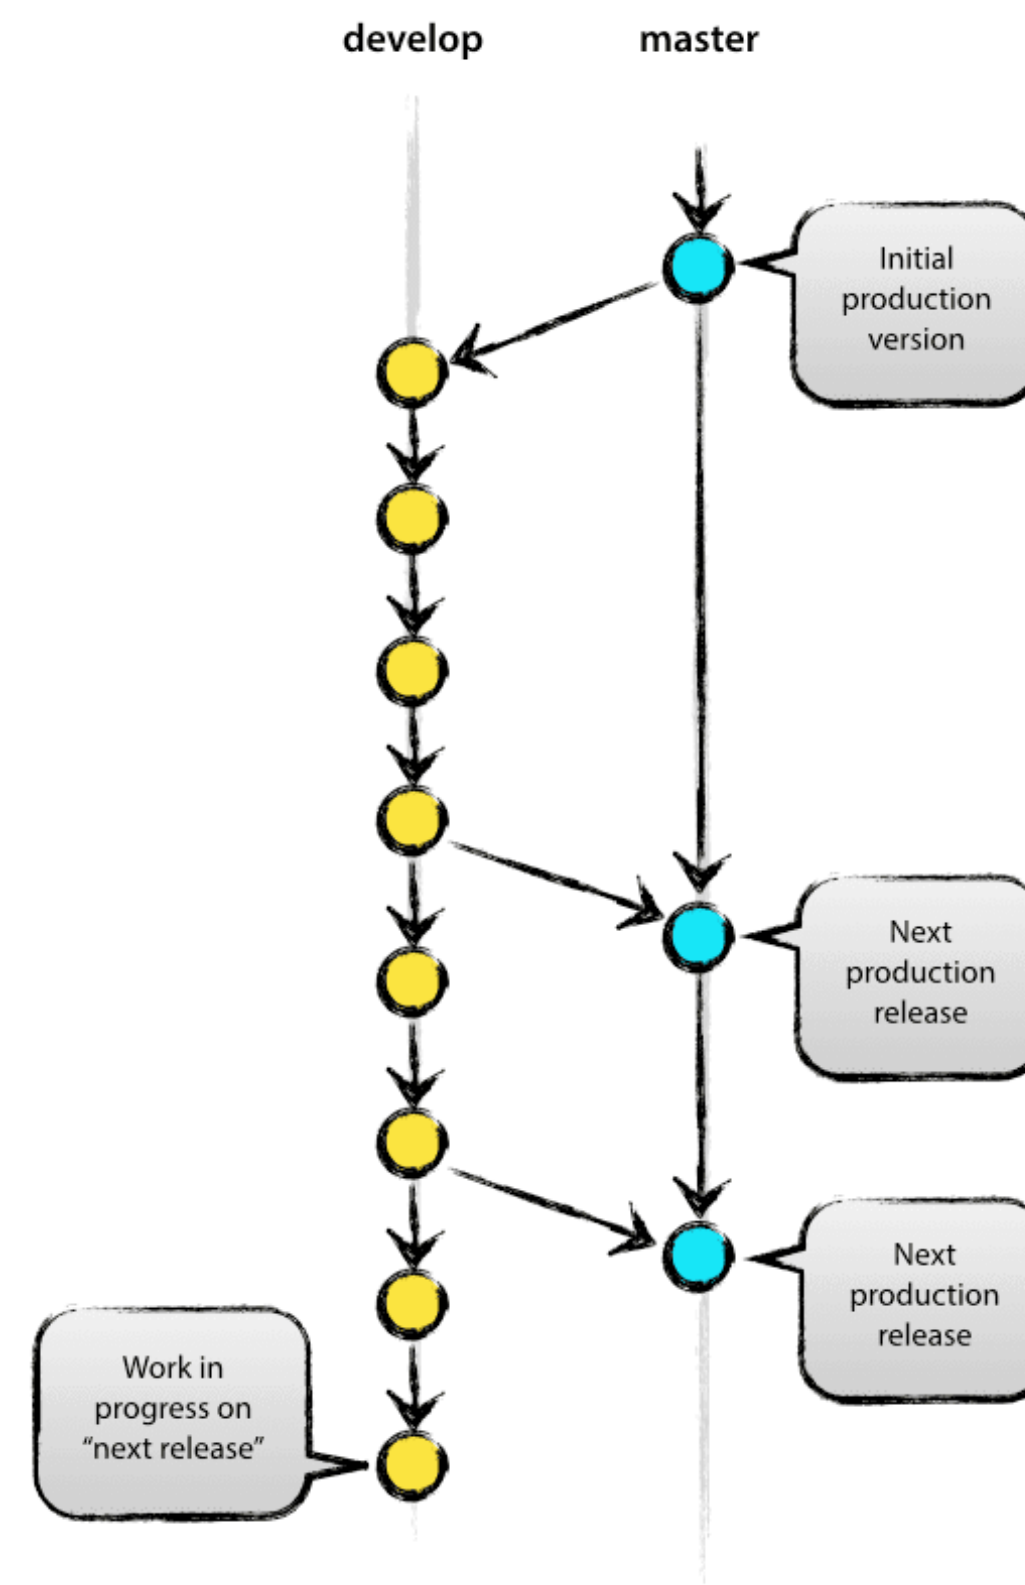 develop
master
Initial
production
version
Next
production
release
Next
production
release
Work in
progress on
“next release”